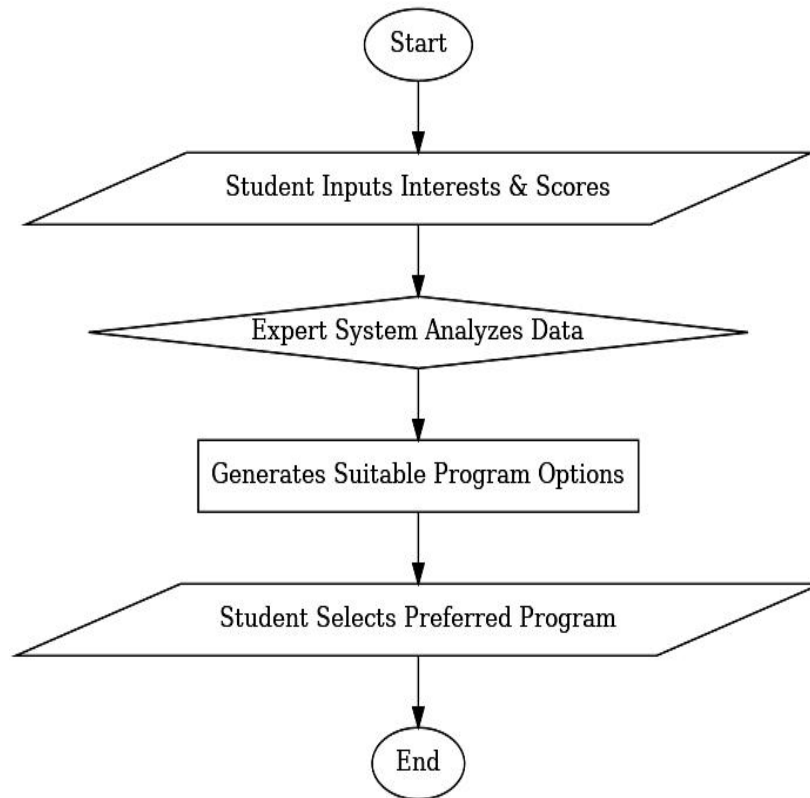 Start
Student Inputs Interests & Scores
Expert System Analyzes Data
Generates Suitable Program Options
Student Selects Preferred Program
End